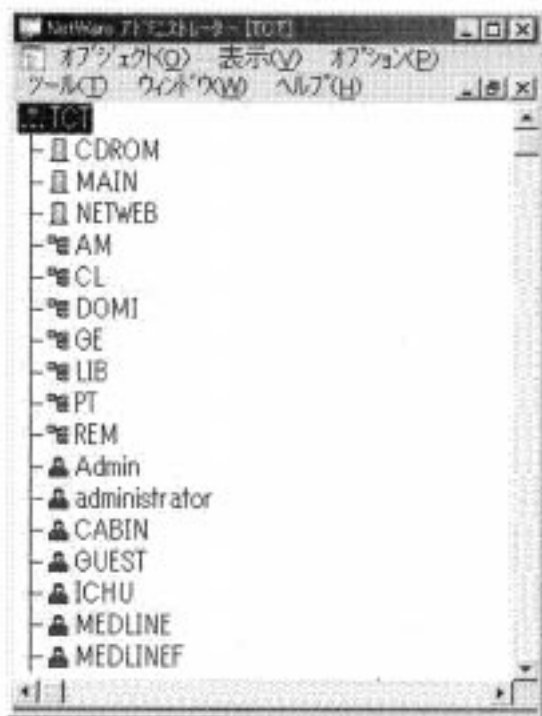 NetWare アドミニストレーター - [TCT]
オブジェクト(O) 表示(V) オプション(P)
ツール(T) ウィンドウ(W) ヘルプ(H)
TCT
CDROM
MAIN
NETWEB
AM
CL
DOMI
GE
LIB
PT
REM
Admin
administrator
CABIN
GUEST
ICHU
MEDLINE
MEDLINEF